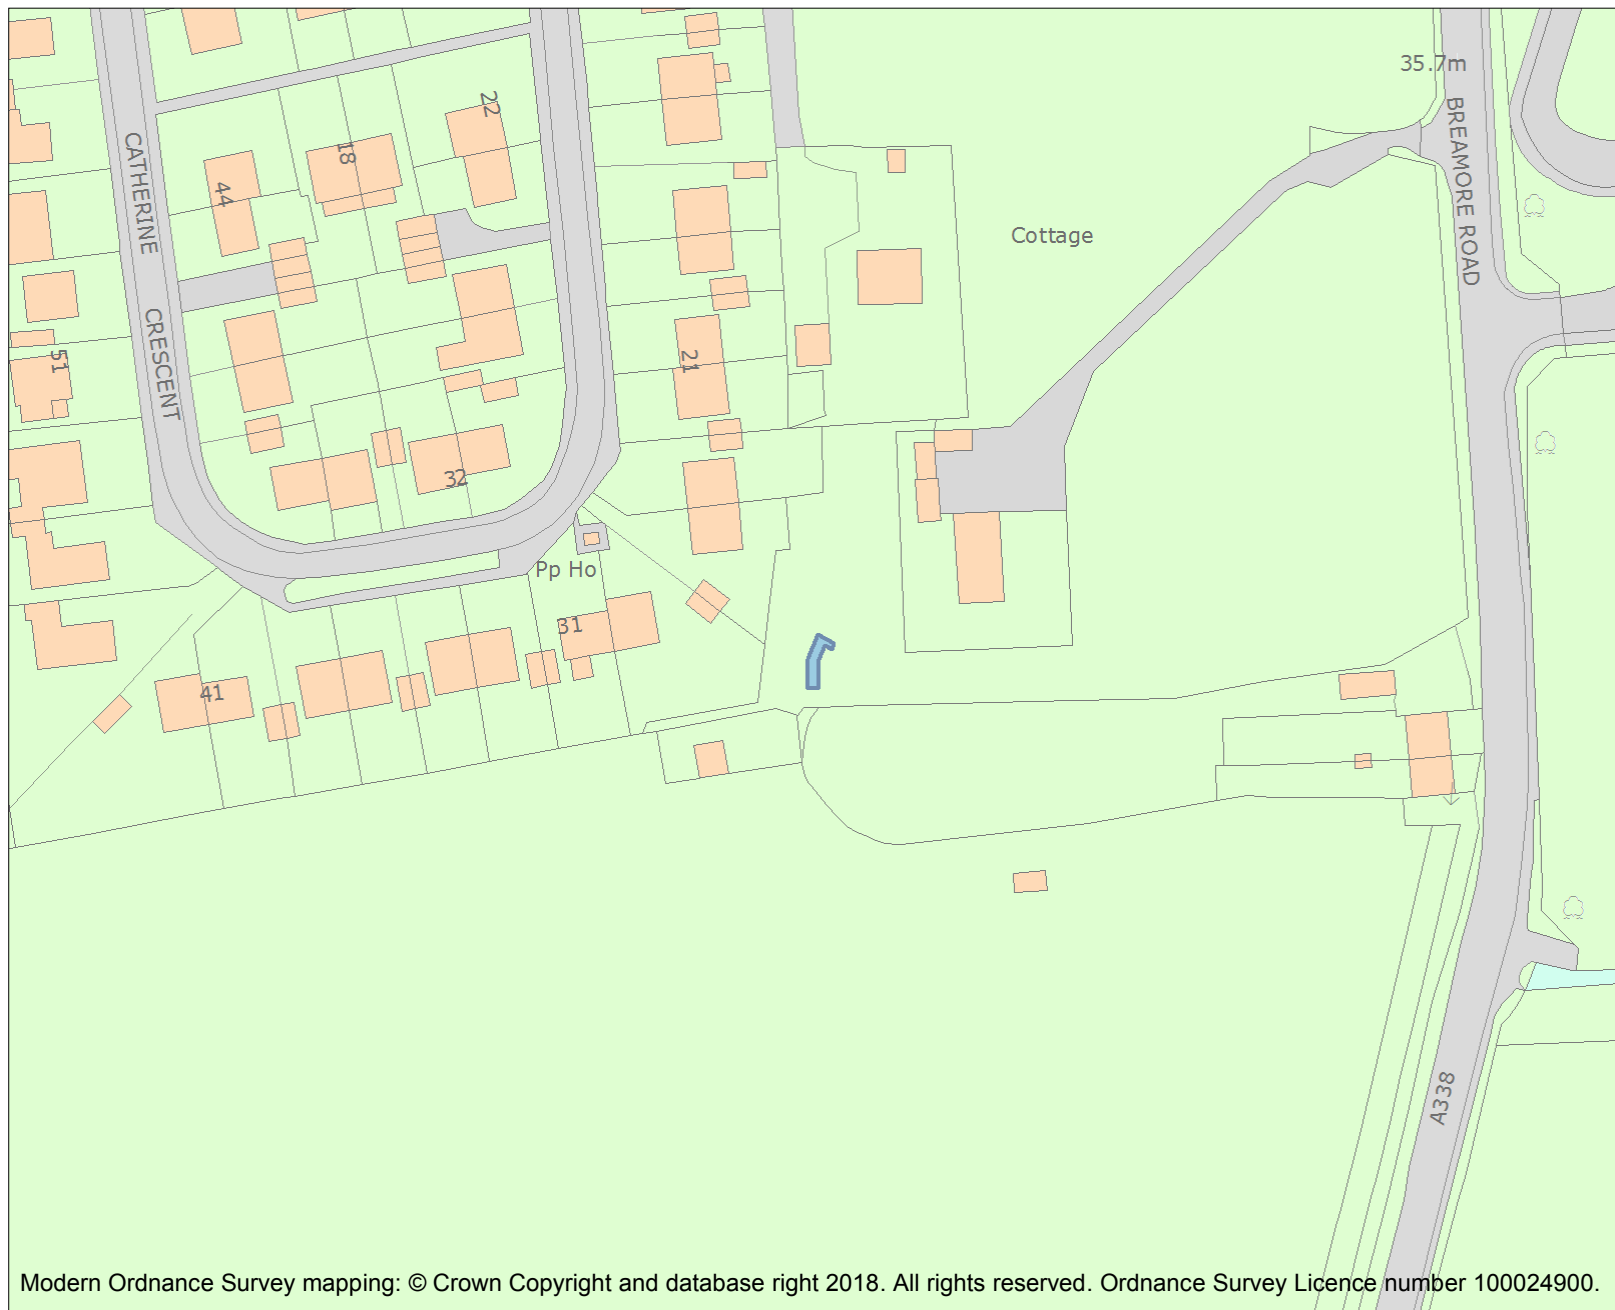 35.7m
BREAMORE ROAD
22
CATHERINE
18
44
Cottage
CRESCENT
51
21
32
Pp Ho
31
41
A338
Modern Ordnance Survey mapping: © Crown Copyright and database right 2018. All rights reserved. Ordnance Survey Licence number 100024900.